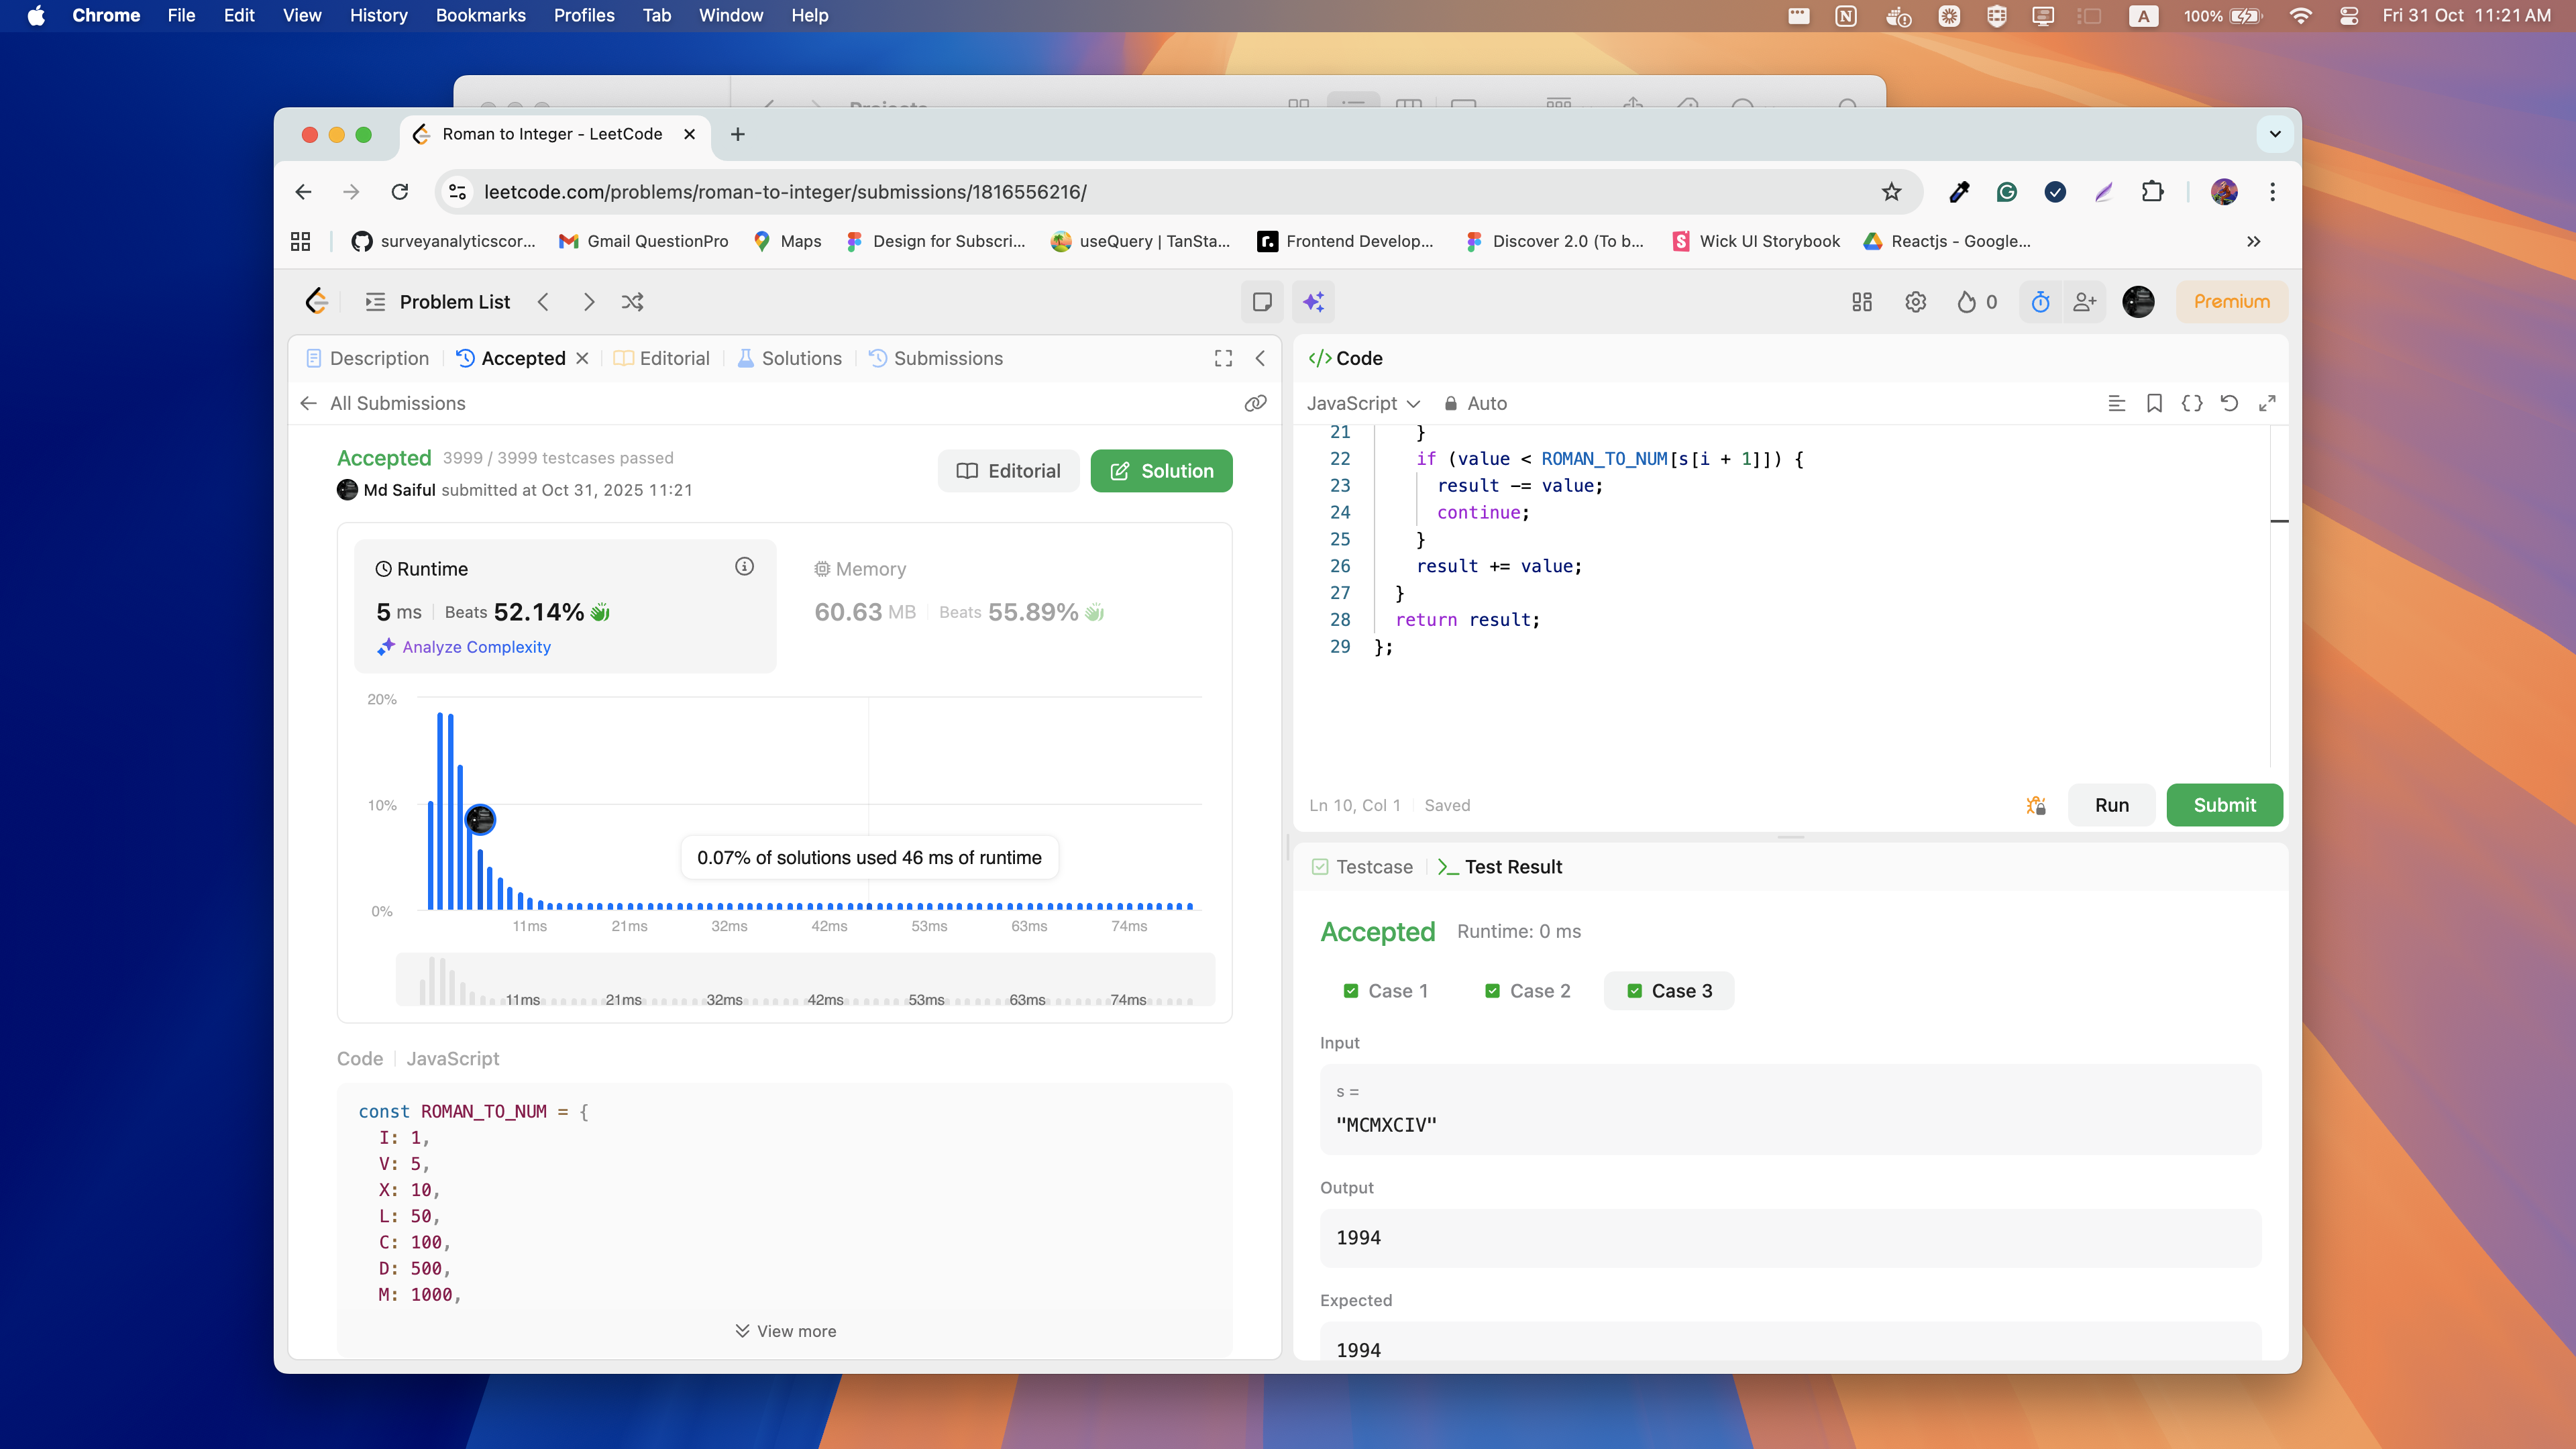 Chrome File Edit View History Bookmarks Profiles Tab Window Help
A 100% Fri 31 Oct 11:21 AM
Projects
Roman to Integer - LeetCode
leetcode.com/problems/roman-to-integer/submissions/1816556216/
surveyanalyticscor... Gmail QuestionPro Maps Design for Subscri... useQuery | TanSta... Frontend Develop... Discover 2.0 (To b... Wick UI Storybook Reactjs - Google...
Problem List
0 Premium
Description Accepted Editorial Solutions Submissions
All Submissions
Accepted 3999 / 3999 testcases passed
Md Saiful submitted at Oct 31, 2025 11:21
Editorial Solution
Runtime
5 ms Beats 52.14%
Analyze Complexity
Memory
60.63 MB Beats 55.89%
20%
10%
0%
0.07% of solutions used 46 ms of runtime
11ms 21ms 32ms 42ms 53ms 63ms 74ms
11ms 21ms 32ms 42ms 53ms 63ms 74ms
Code JavaScript
const ROMAN_TO_NUM = {
I: 1,
V: 5,
X: 10,
L: 50,
C: 100,
D: 500,
M: 1000,
View more
</> Code
JavaScript Auto
21 }
22 if (value < ROMAN_TO_NUM[s[i + 1]]) {
23 result -= value;
24 continue;
25 }
26 result += value;
27 }
28 return result;
29 };
Ln 10, Col 1 Saved
Run Submit
Testcase Test Result
Accepted Runtime: 0 ms
Case 1 Case 2 Case 3
Input
s =
"MCMXCIV"
Output
1994
Expected
1994